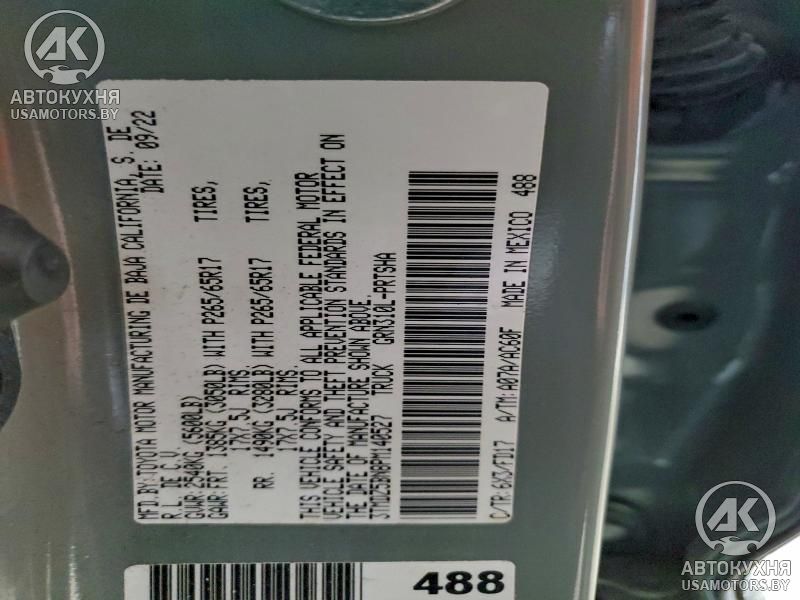 AK
АВТОКУХНЯ
USAMOTORS.BY
MFD.BY:TOYOTA MOTOR MANUFACTURING DE BAJA CALIFORNIA, S. DE
R.L. DE C.V. DATE: 09/22
GVWR: 2540KG (5600LB)
GAWR:FRT. 1385KG (3050LB) WITH P265/65R17 TIRES,
17X7.5J RIMS.
RR. 1490KG (3280LB) WITH P265/65R17 TIRES,
17X7.5J RIMS.
THIS VEHICLE CONFORMS TO ALL APPLICABLE FEDERAL MOTOR
VEHICLE SAFETY AND THEFT PREVENTION STANDARDS IN EFFECT ON
THE DATE OF MANUFACTURE SHOWN ABOVE.
3TMCZ5BN8PM140527 TRUCK GRN310L-PRTSHA
C/TR:6X3/FD17 A/TM:A07A/AC60F MADE IN MEXICO 488
488
AK
АВТОКУХНЯ
USAMOTORS.BY